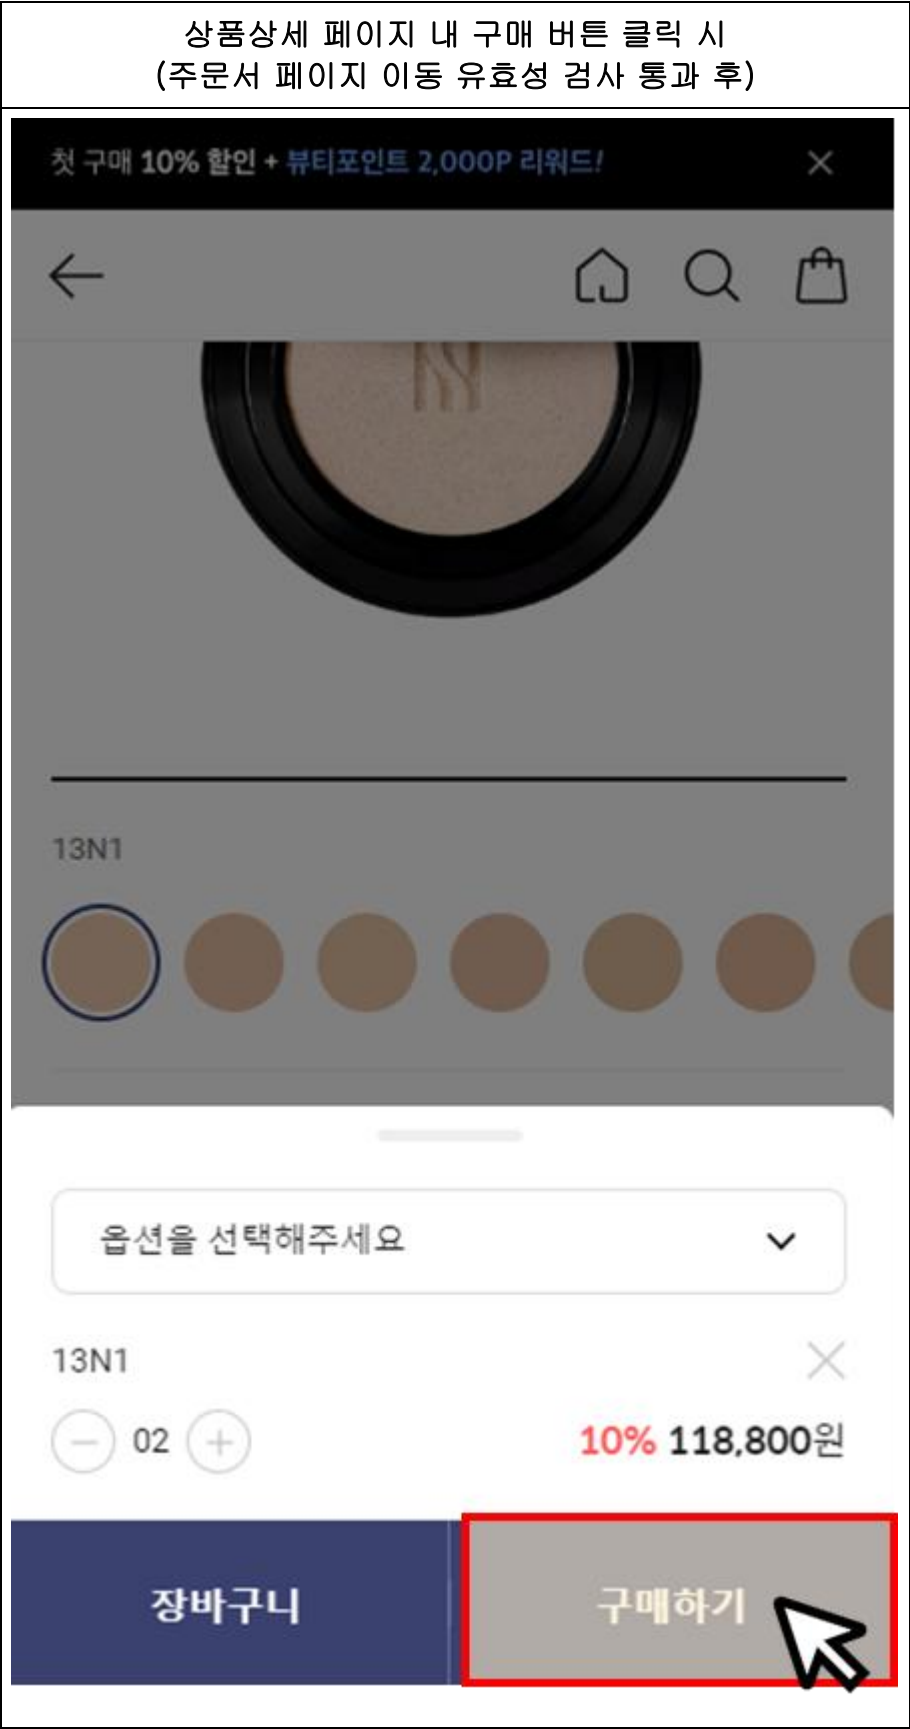 상품상세 페이지 내 구매 버튼 클릭 시
(주문서 페이지 이동 유효성 검사 통과 후)
첫 구매 10% 할인 + 뷰티포인트 2,000P 리워드!
13N1
옵션을 선택해주세요
13N1
02
10% 118,800원
장바구니
구매하기